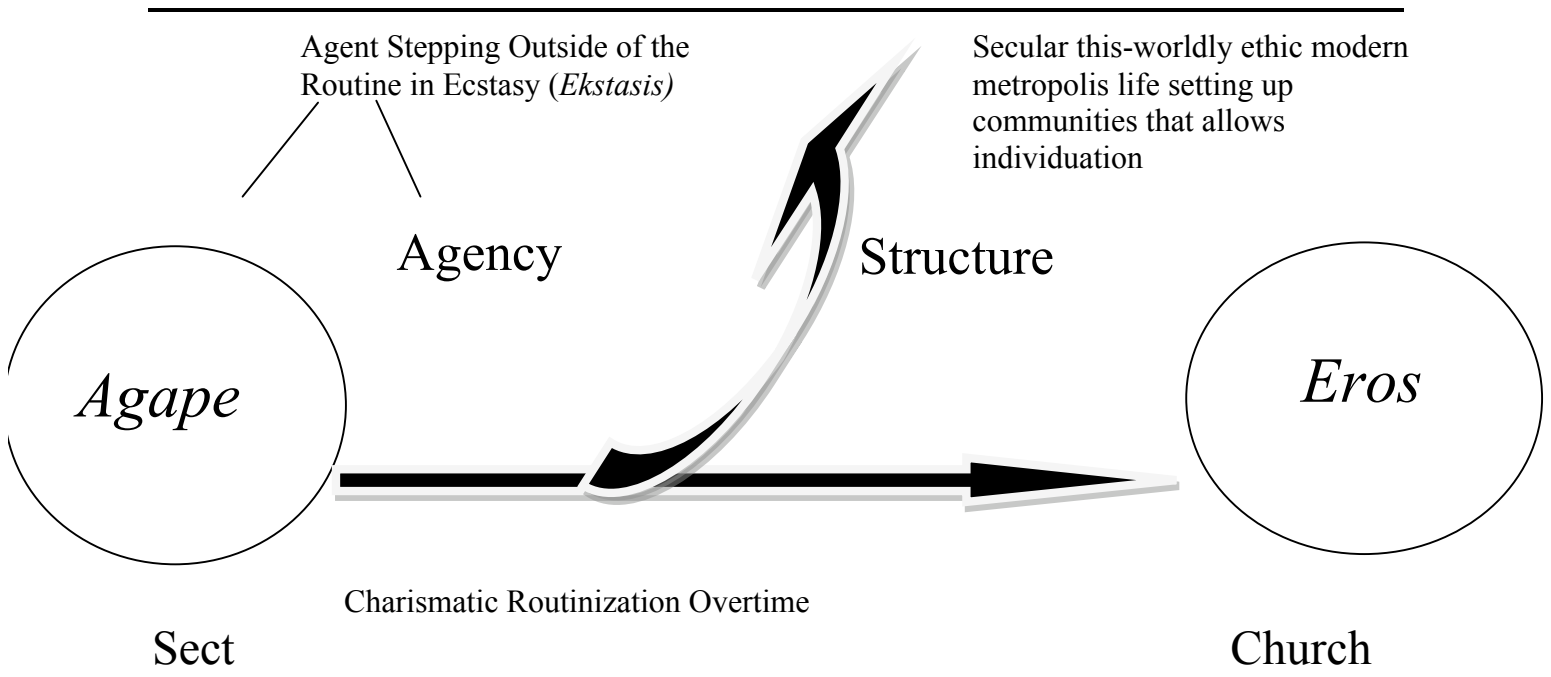 Agent Stepping Outside of the
Routine in Ecstasy (Ekstasis)
Secular this-worldly ethic modern
metropolis life setting up
communities that allows
individuation
Agency
Structure
Agape
Eros
Charismatic Routinization Overtime
Sect
Church